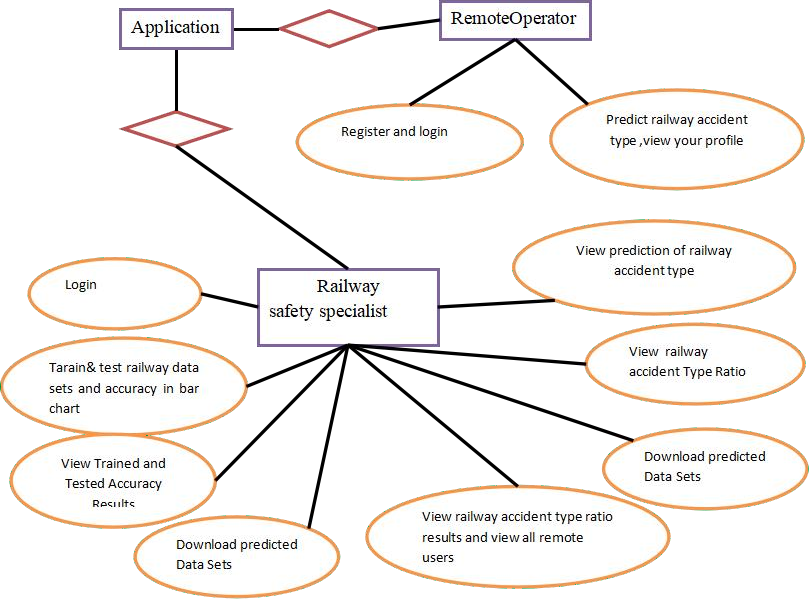 Application
RemoteOperator
Register and login
Predict railway accident
type ,view your profile
View prediction of railway
accident type
Login
Railway
safety specialist
View railway
accident Type Ratio
Tarain& test railway data
sets and accuracy in bar
chart
Download predicted
Data Sets
View Trained and
Tested Accuracy
Results
View railway accident type ratio
results and view all remote
users
Download predicted
Data Sets